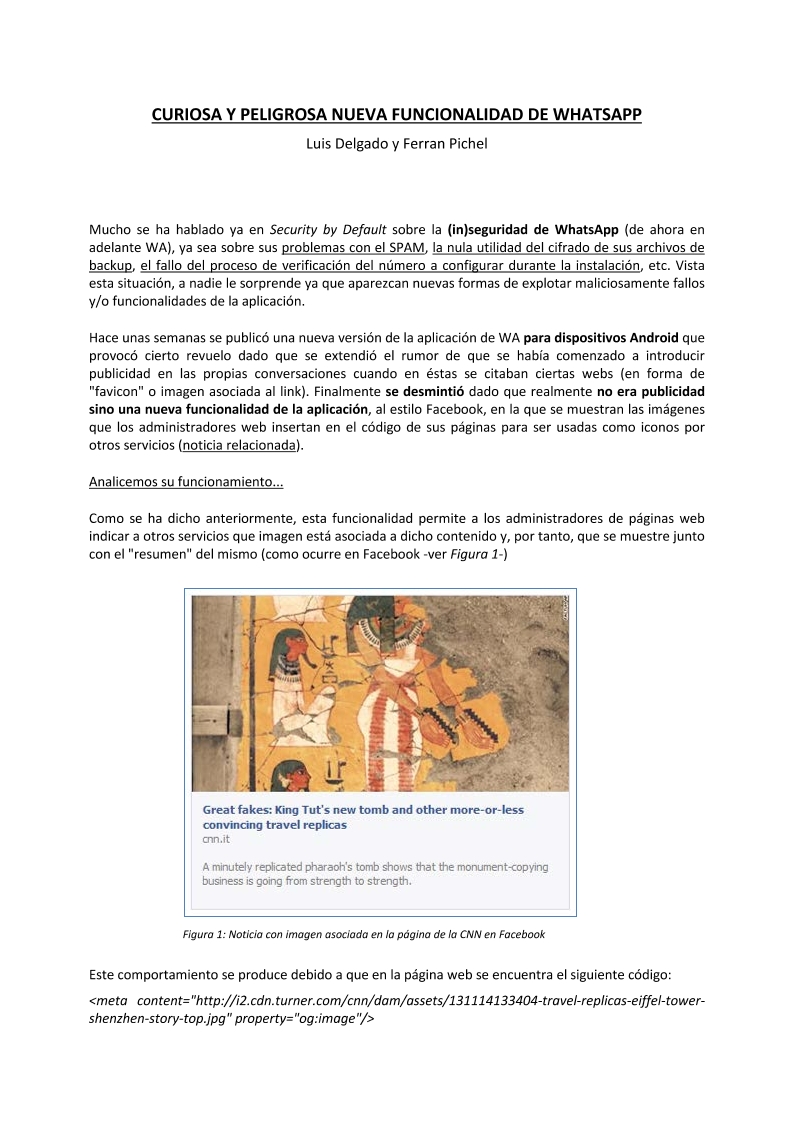 CURIOSA Y PELIGROSA NUEVA FUNCIONALIDAD DE WHATSAPP
Luis Delgado y Ferran Pichel
Mucho se ha hablado ya en Security by Default sobre la (in)seguridad de WhatsApp (de ahora en
adelante WA), ya sea sobre sus problemas con el SPAM, la nula utilidad del cifrado de sus archivos de
backup, el fallo del proceso de verificación del número a configurar durante la instalación, etc. Vista
esta situación, a nadie le sorprende ya que aparezcan nuevas formas de explotar maliciosamente fallos
y/o funcionalidades de la aplicación.
Hace unas semanas se publicó una nueva versión de la aplicación de WA para dispositivos Android que
provocó cierto revuelo dado que se extendió el rumor de que se había comenzado a introducir
publicidad en las propias conversaciones cuando en éstas se citaban ciertas webs (en forma de
"favicon" o imagen asociada al link). Finalmente se desmintió dado que realmente no era publicidad
sino una nueva funcionalidad de la aplicación, al estilo Facebook, en la que se muestran las imágenes
que los administradores web insertan en el código de sus páginas para ser usadas como iconos por
otros servicios (noticia relacionada).
Analicemos su funcionamiento...
Como se ha dicho anteriormente, esta funcionalidad permite a los administradores de páginas web
indicar a otros servicios que imagen está asociada a dicho contenido y, por tanto, que se muestre junto
con el "resumen" del mismo (como ocurre en Facebook -ver Figura 1-)
Great fakes: King Tut's new tomb and other more-or-less
convincing travel replicas
cnn.it
A minutely replicated pharaoh's tomb shows that the monument-copying
business is going from strength to strength.
Figura 1: Noticia con imagen asociada en la página de la CNN en Facebook
Este comportamiento se produce debido a que en la página web se encuentra el siguiente código:
<meta content="http://i2.cdn.turner.com/cnn/dam/assets/131114133404-travel-replicas-eiffel-tower-
shenzhen-story-top.jpg" property="og:image"/>